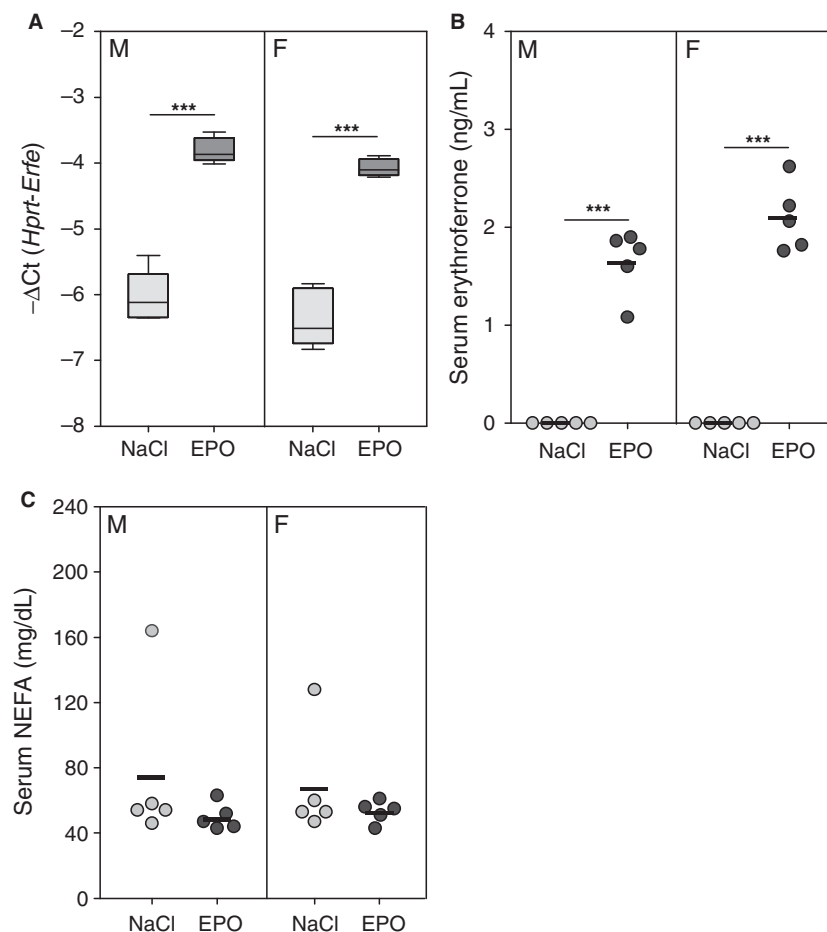 A
M
F
–2
–3
–4
–5
–6
–7
–8
***
***
–ΔCt (Hprt-Erfe)
NaCl EPO NaCl EPO
B
M
F
4
3
2
1
0
***
***
Serum erythroferrone (ng/mL)
NaCl EPO NaCl EPO
C
M
F
240
200
160
120
80
40
0
Serum NEFA (mg/dL)
NaCl EPO NaCl EPO